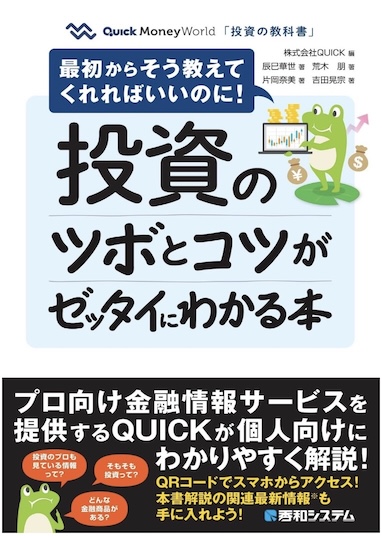 QUICK Money World 「投資の教科書」
株式会社QUICK 編
辰巳華世 著　荒木 朋 著
片岡奈美 著　吉田晃宗 著
最初からそう教えて
くれればいいのに!
投資の
ツボとコツが
ゼッタイにわかる本
¥
$
プロ向け金融情報サービスを
提供するQUICKが個人向けに
わかりやすく解説!
投資のプロも
見ている情報
って?
そもそも
投資って?
どんな
金融商品が
ある?
QRコードでスマホからアクセス!
本書解説の関連最新情報※も
手に入れよう!
秀和システム